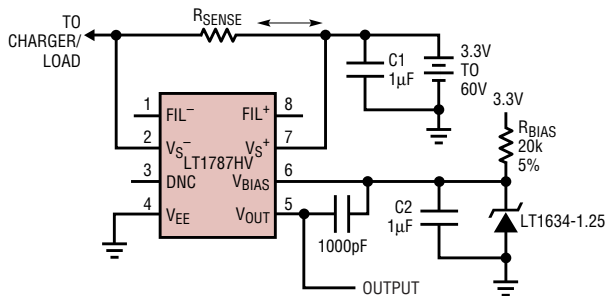 TO
CHARGER/
LOAD
RSENSE
C1
1µF
3.3V
TO
60V
3.3V
RBIAS
20k
5%
1
FIL–
FIL+
8
2
VS–
VS+
7
LT1787HV
3
DNC
VBIAS
6
4
VEE
VOUT
5
1000pF
C2
1µF
LT1634-1.25
OUTPUT